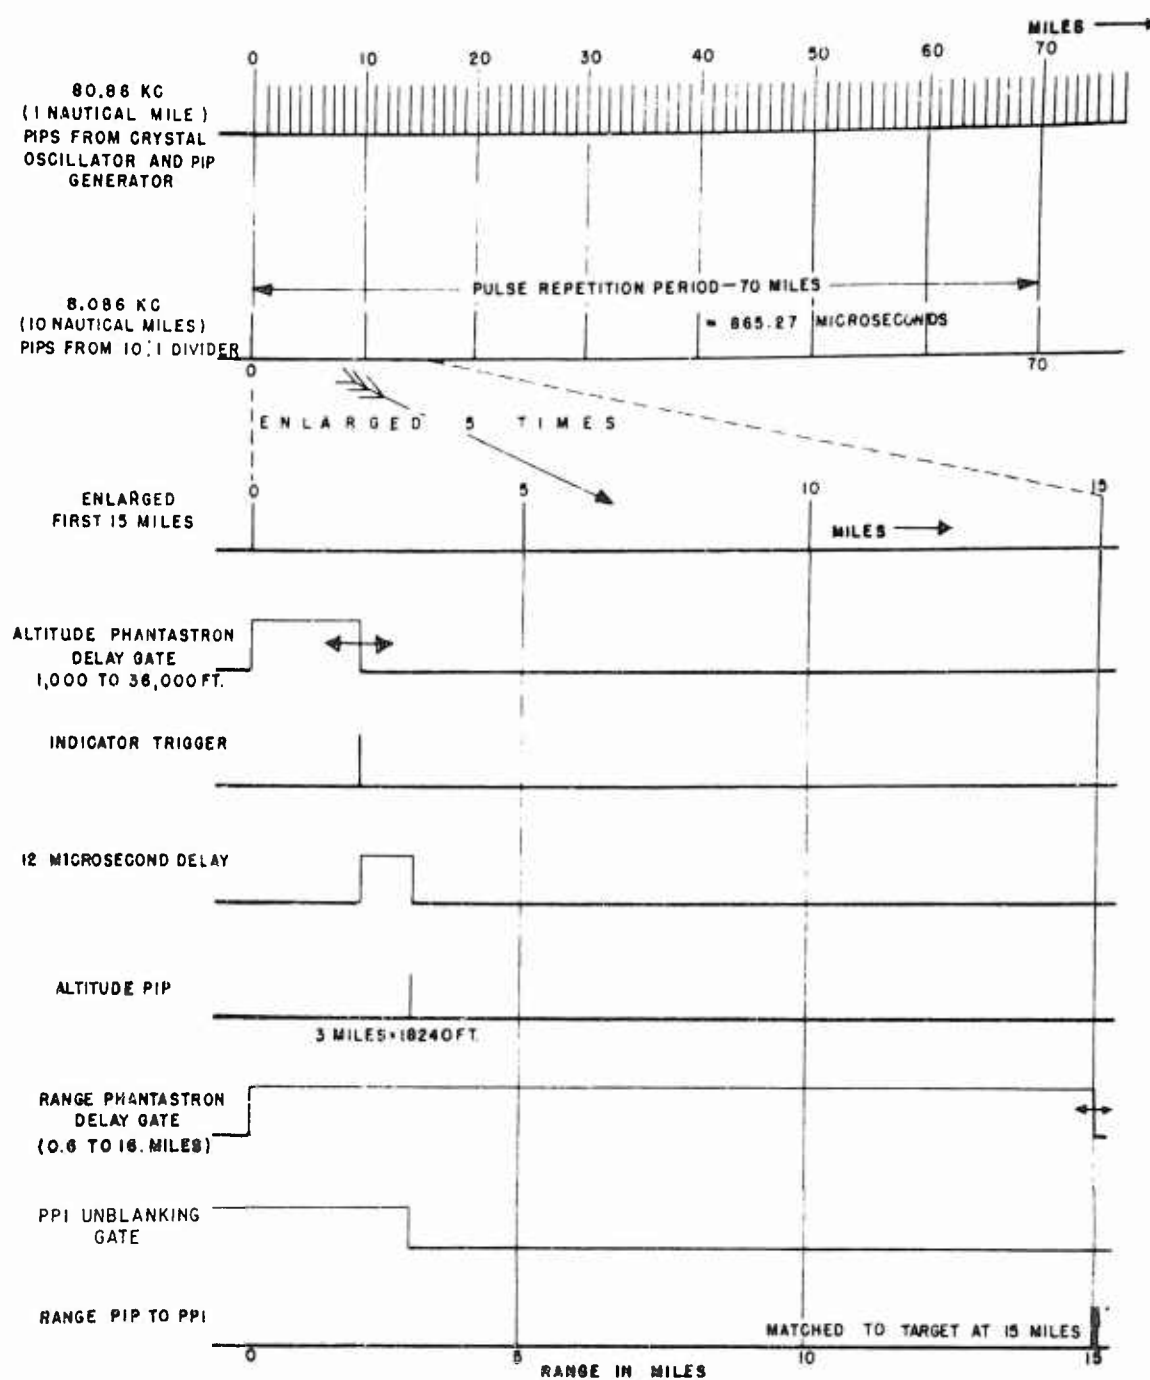 MILES
0 10 20 30 40 50 60 70
80.86 KC
(1 NAUTICAL MILE)
PIPS FROM CRYSTAL
OSCILLATOR AND PIP
GENERATOR
PULSE REPETITION PERIOD—70 MILES
= 865.27 MICROSECONDS
8.086 KC
(10 NAUTICAL MILES)
PIPS FROM 10:1 DIVIDER
0 70
ENLARGED 5 TIMES
0 5 10 15
ENLARGED
FIRST 15 MILES
MILES
ALTITUDE PHANTASTRON
DELAY GATE
1,000 TO 36,000 FT.
INDICATOR TRIGGER
12 MICROSECOND DELAY
ALTITUDE PIP
3 MILES=18240 FT.
RANGE PHANTASTRON
DELAY GATE
(0.6 TO 16. MILES)
PPI UNBLANKING
GATE
RANGE PIP TO PPI
MATCHED TO TARGET AT 15 MILES
0 5 10 15
RANGE IN MILES